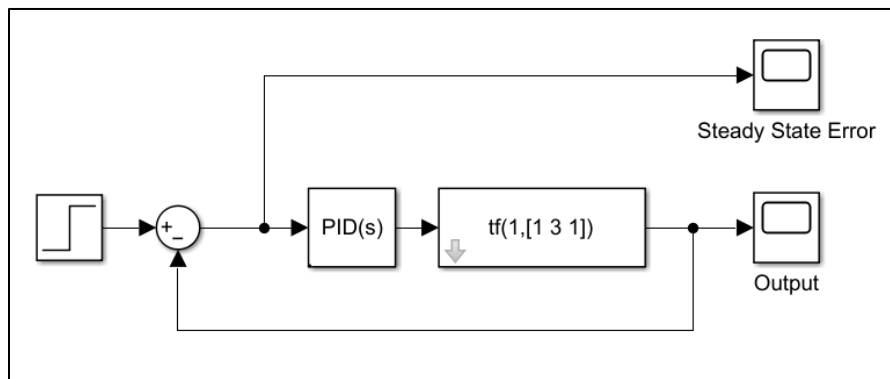 Steady State Error
+
−
PID(s)
tf(1,[1 3 1])
Output